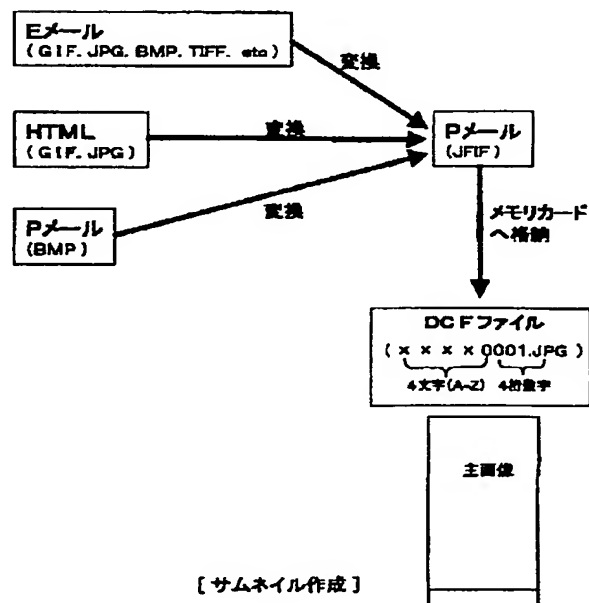 Eメール
(GIF. JPG. BMP. TIFF. etc)
変換
HTML
(GIF. JPG)
変換
Pメール
(JFIF)
Pメール
(BMP)
変換
メモリカード
へ格納
DCFファイル
(××××0001.JPG)
4文字(A-Z) 4桁数字
主画像
[サムネイル作成]